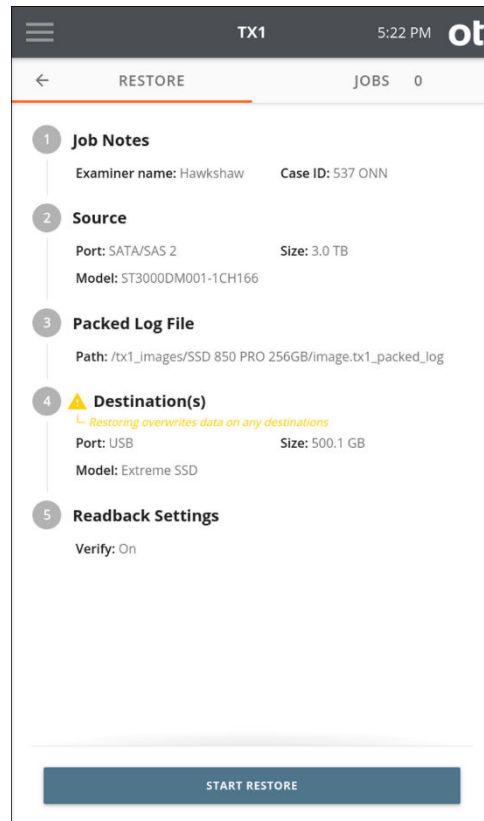 TX1 5:22 PM ot
RESTORE JOBS 0
1 Job Notes
Examiner name: Hawkshaw Case ID: 537 ONN
2 Source
Port: SATA/SAS 2 Size: 3.0 TB
Model: ST3000DM001-1CH166
3 Packed Log File
Path: /tx1_images/SSD 850 PRO 256GB/image.tx1_packed_log
4 Destination(s)
Restoring overwrites data on any destinations
Port: USB Size: 500.1 GB
Model: Extreme SSD
5 Readback Settings
Verify: On
START RESTORE